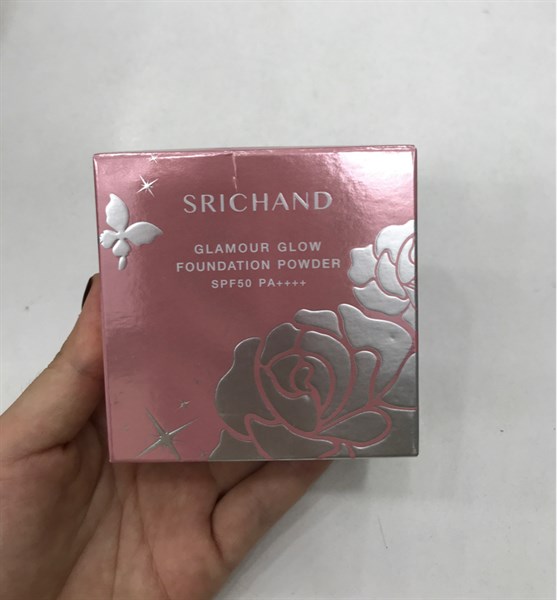 SRICHAND
GLAMOUR GLOW
FOUNDATION POWDER
SPF50 PA++++